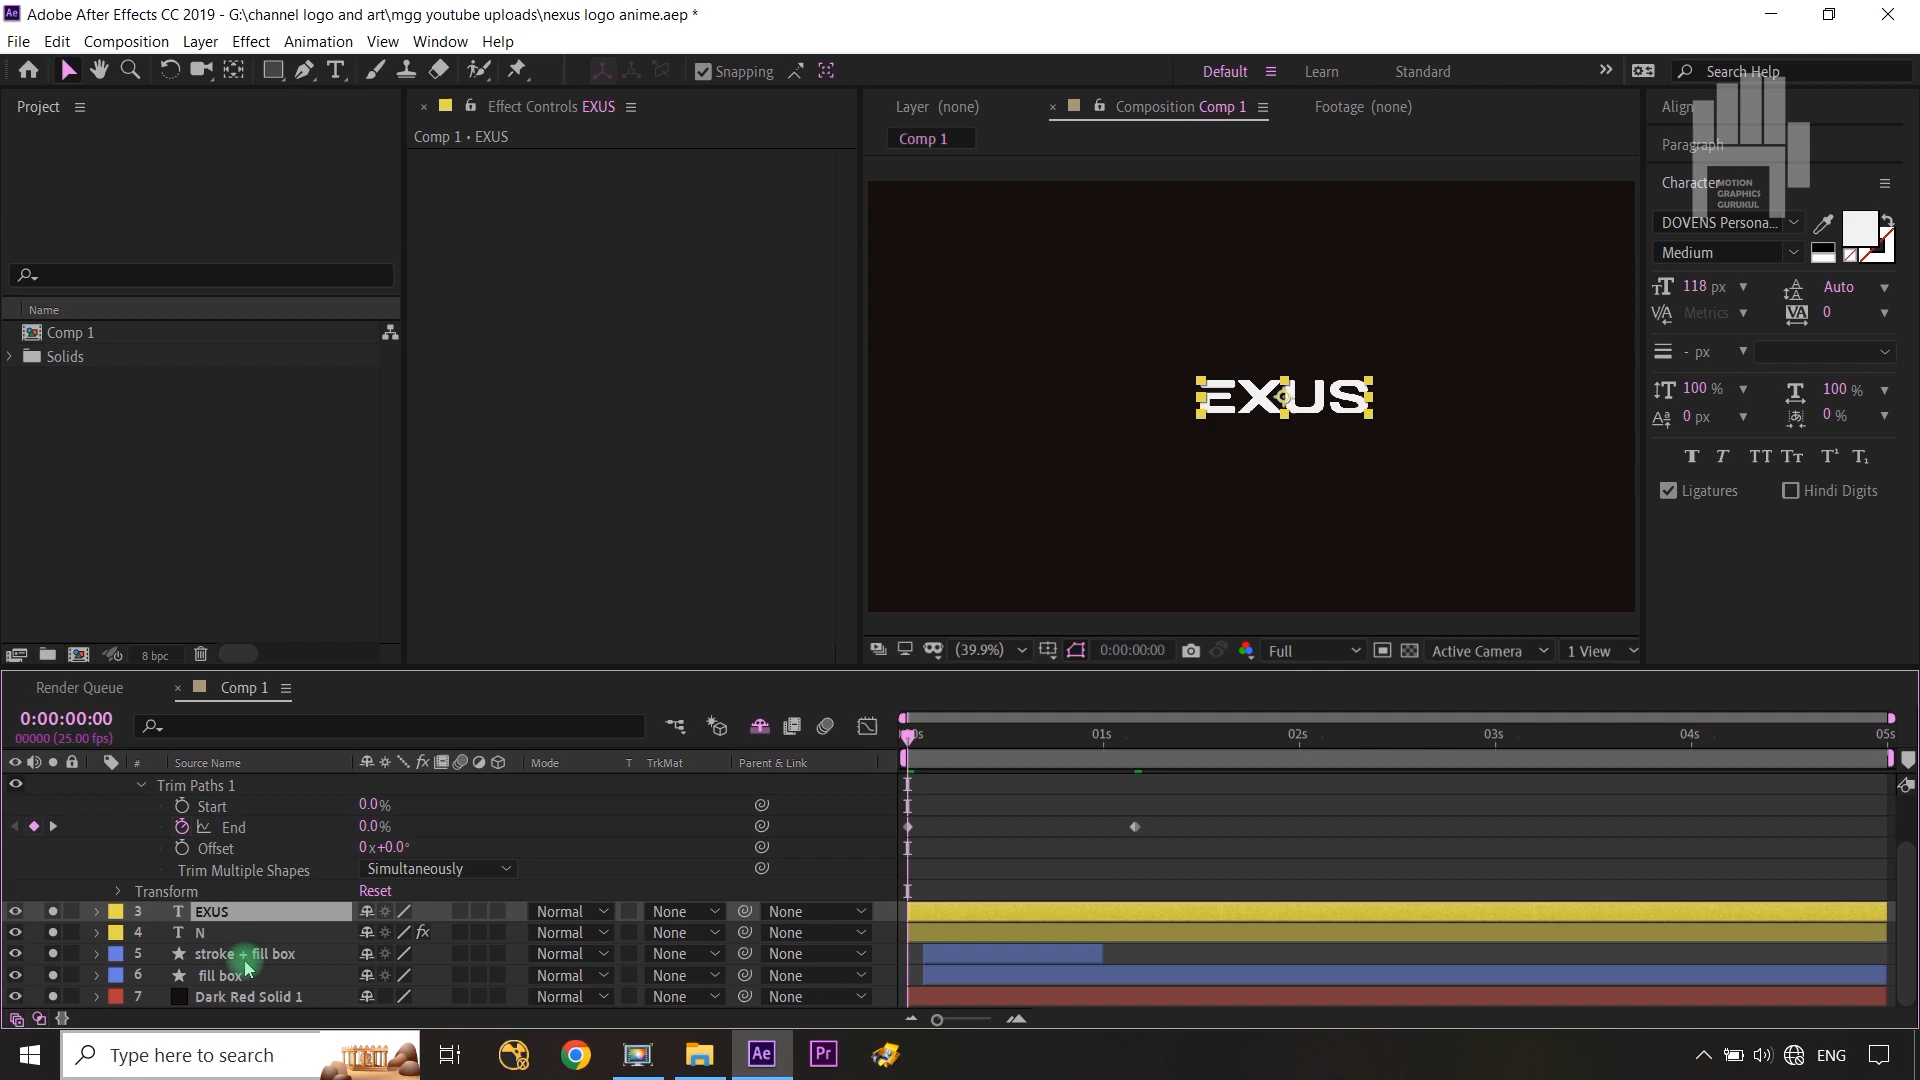 Ae Adobe After Effects CC 2019 - G:\channel logo and art\mgg youtube uploads\nexus logo anime.aep *
File Edit Composition Layer Effect Animation View Window Help
Snapping Default Learn Standard Search Help
Project Effect Controls EXUS Layer (none) Composition Comp 1 Footage (none) Align
Comp 1 • EXUS Comp 1 Paragraph
Character
MOTION
GRAPHICS
GURUKUL
DOVENS Persona...
Medium
118 px Auto
Metrics 0
- px
100 % 100 %
0 px 0 %
T T TT Tt T¹ T₁
Ligatures Hindi Digits
Name
Comp 1
Solids
EXUS
8 bpc (39.9%) 0:00:00:00 Full Active Camera 1 View
Render Queue Comp 1
0:00:00:00
00000 (25.00 fps)
01s 02s 03s 04s 05s
# Source Name Mode T TrkMat Parent & Link
Trim Paths 1
Start 0.0%
End 0.0%
Offset 0x+0.0°
Trim Multiple Shapes Simultaneously
Transform Reset
3 T EXUS Normal None None
4 T N fx Normal None None
5 stroke + fill box Normal None None
6 fill box Normal None None
7 Dark Red Solid 1 Normal None None
Type here to search Ae Pr ENG